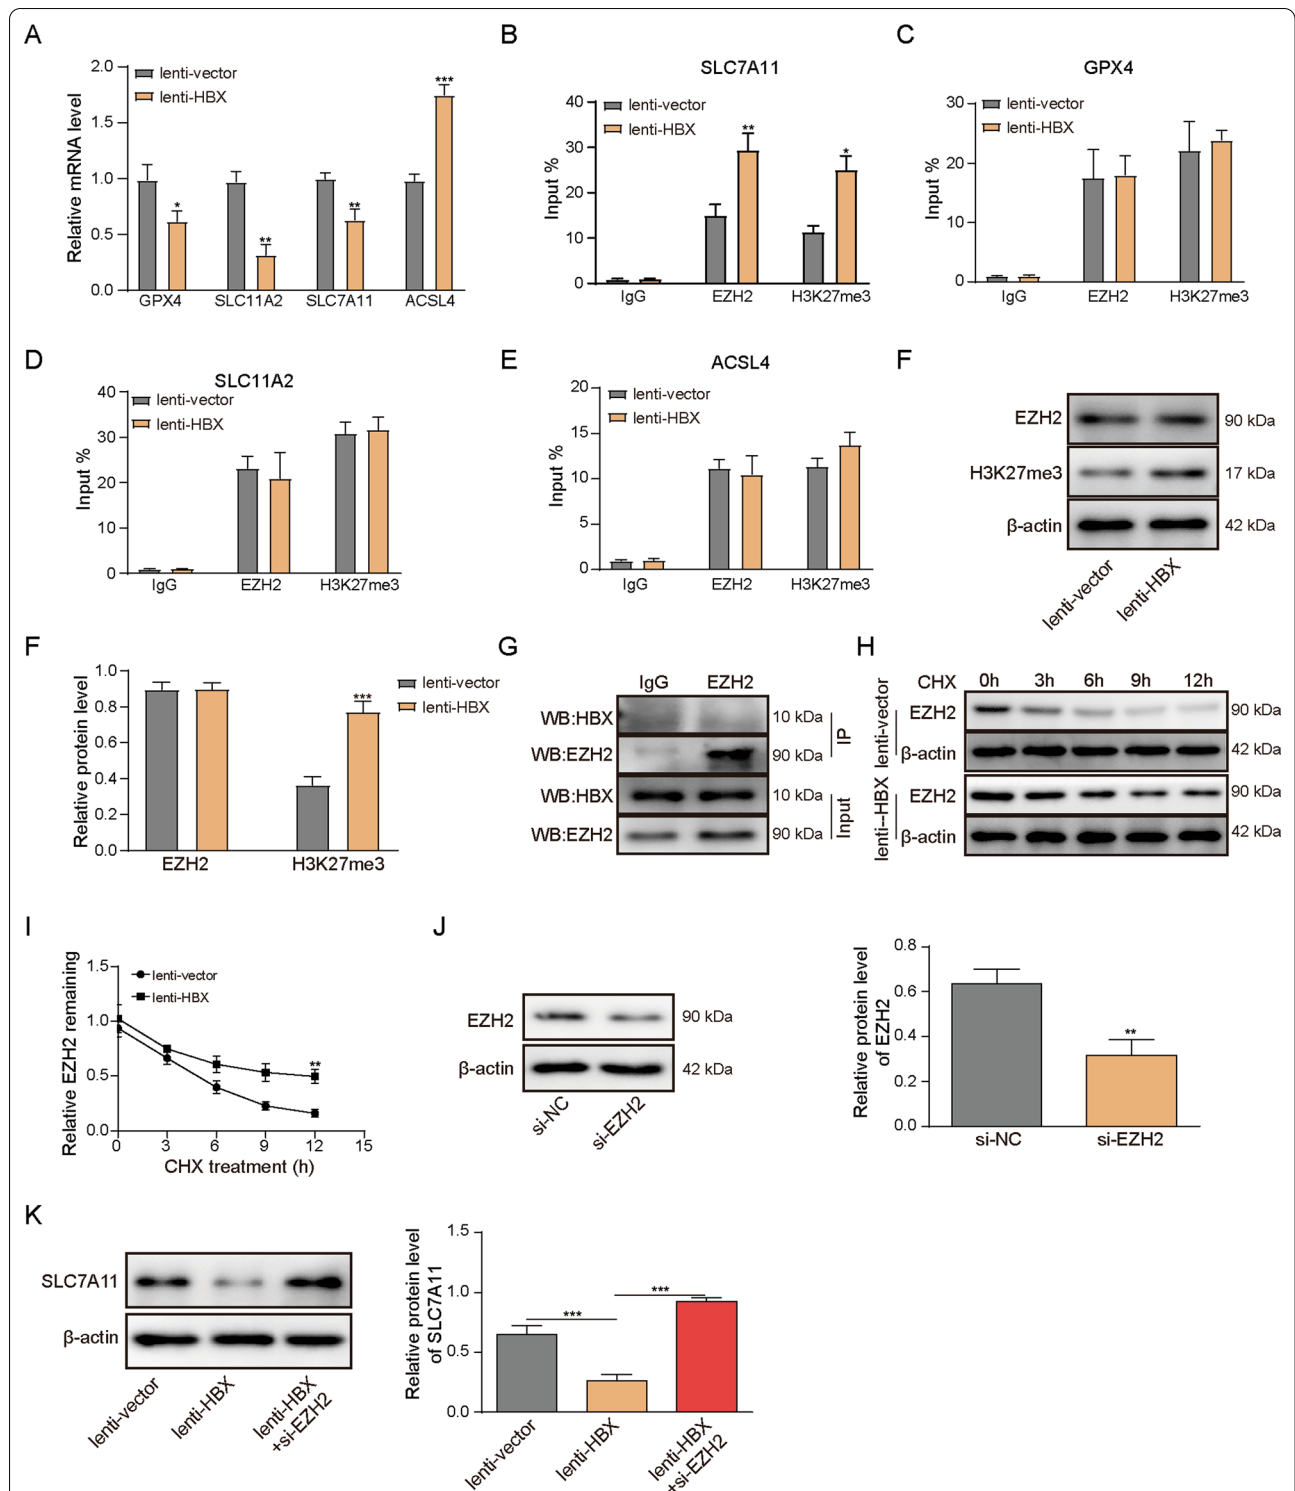 A
Relative mRNA level
2.0
1.5
1.0
0.5
0.0
lenti-vector
lenti-HBX
*
**
**
***
GPX4 SLC11A2 SLC7A11 ACSL4
B
SLC7A11
Input %
40
30
20
10
0
lenti-vector
lenti-HBX
**
*
IgG EZH2 H3K27me3
C
GPX4
Input %
30
20
10
0
lenti-vector
lenti-HBX
IgG EZH2 H3K27me3
D
SLC11A2
Input %
40
30
20
10
0
lenti-vector
lenti-HBX
IgG EZH2 H3K27me3
E
ACSL4
Input %
20
15
10
5
0
lenti-vector
lenti-HBX
IgG EZH2 H3K27me3
F
EZH2 90 kDa
H3K27me3 17 kDa
β-actin 42 kDa
lenti-vector lenti-HBX
F
Relative protein level
1.0
0.8
0.6
0.4
0.2
0.0
lenti-vector
lenti-HBX
***
EZH2 H3K27me3
G
IgG EZH2
WB:HBX 10 kDa
WB:EZH2 90 kDa
IP
WB:HBX 10 kDa
WB:EZH2 90 kDa
Input
H
CHX 0h 3h 6h 9h 12h
lenti-vector
EZH2 90 kDa
β-actin 42 kDa
lenti--HBX
EZH2 90 kDa
β-actin 42 kDa
I
Relative EZH2 remaining
1.5
1.0
0.5
0.0
lenti-vector
lenti-HBX
**
0 3 6 9 12 15
CHX treatment (h)
J
EZH2 90 kDa
β-actin 42 kDa
si-NC si-EZH2
Relative protein level
of EZH2
0.8
0.6
0.4
0.2
0.0
**
si-NC si-EZH2
K
SLC7A11
β-actin
lenti-vector lenti-HBX lenti-HBX
+si-EZH2
Relative protein level
of SLC7A11
1.5
1.0
0.5
0.0
***
***
lenti-vector lenti-HBX lenti-HBX
+si-EZH2